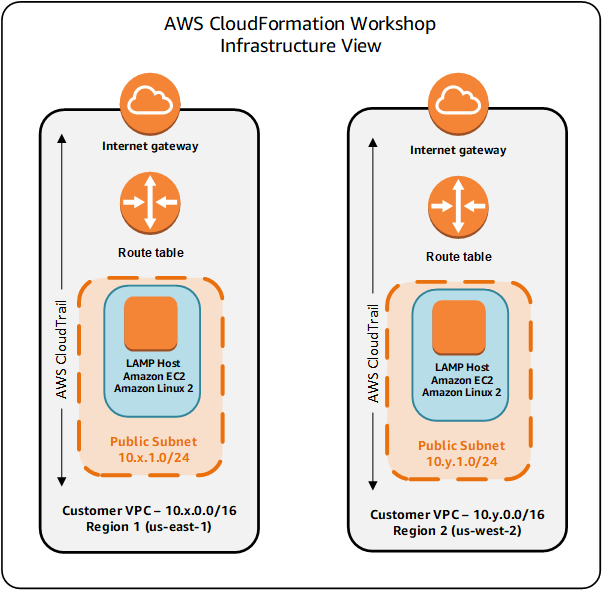 AWS CloudFormation Workshop
Infrastructure View
Internet gateway
Route table
AWS CloudTrail
LAMP Host
Amazon EC2
Amazon Linux 2
Public Subnet
10.x.1.0/24
Customer VPC – 10.x.0.0/16
Region 1 (us-east-1)
Internet gateway
Route table
AWS CloudTrail
LAMP Host
Amazon EC2
Amazon Linux 2
Public Subnet
10.y.1.0/24
Customer VPC – 10.y.0.0/16
Region 2 (us-west-2)